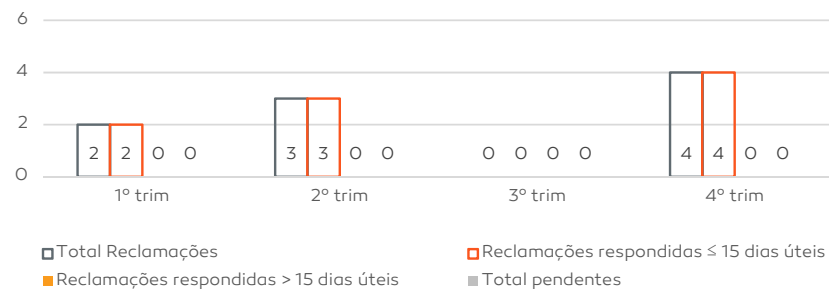 6
4
2
0
2 2 0 0 3 3 0 0 0 0 0 0 4 4 0 0
1º trim 2º trim 3º trim 4º trim
Total Reclamações Reclamações respondidas ≤ 15 dias úteis
Reclamações respondidas > 15 dias úteis Total pendentes